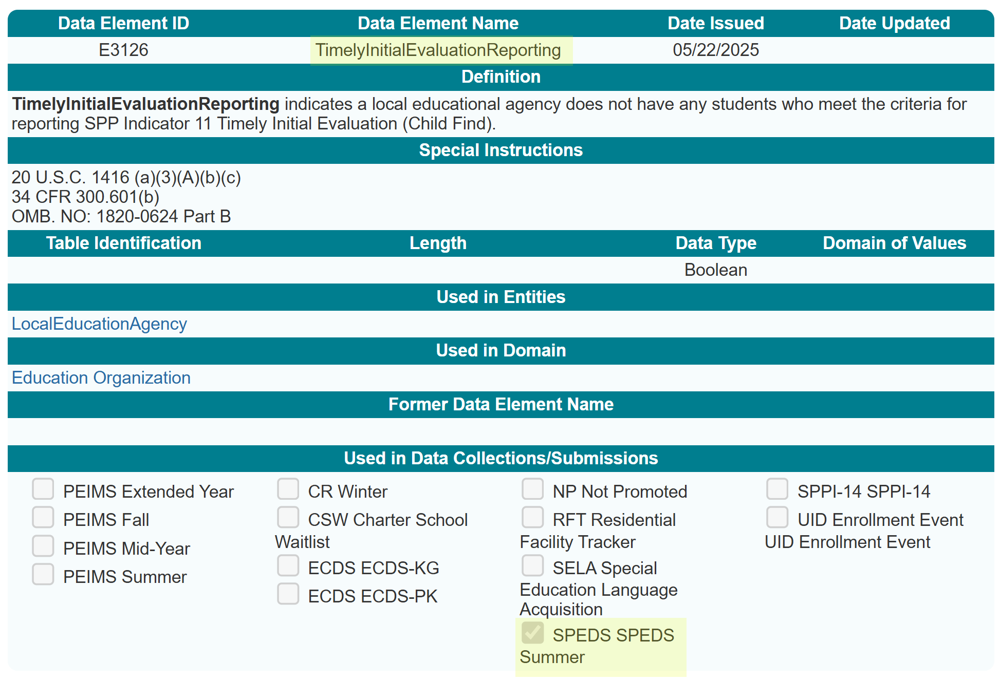 Data Element ID Data Element Name Date Issued Date Updated
E3126 TimelyInitialEvaluationReporting 05/22/2025
Definition
TimelyInitialEvaluationReporting indicates a local educational agency does not have any students who meet the criteria for
reporting SPP Indicator 11 Timely Initial Evaluation (Child Find).
Special Instructions
20 U.S.C. 1416 (a)(3)(A)(b)(c)
34 CFR 300.601(b)
OMB. NO: 1820-0624 Part B
Table Identification Length Data Type Domain of Values
Boolean
Used in Entities
LocalEducationAgency
Used in Domain
Education Organization
Former Data Element Name
Used in Data Collections/Submissions
PEIMS Extended Year
PEIMS Fall
PEIMS Mid-Year
PEIMS Summer
CR Winter
CSW Charter School
Waitlist
ECDS ECDS-KG
ECDS ECDS-PK
NP Not Promoted
RFT Residential
Facility Tracker
SELA Special
Education Language
Acquisition
SPEDS SPEDS
Summer
SPPI-14 SPPI-14
UID Enrollment Event
UID Enrollment Event